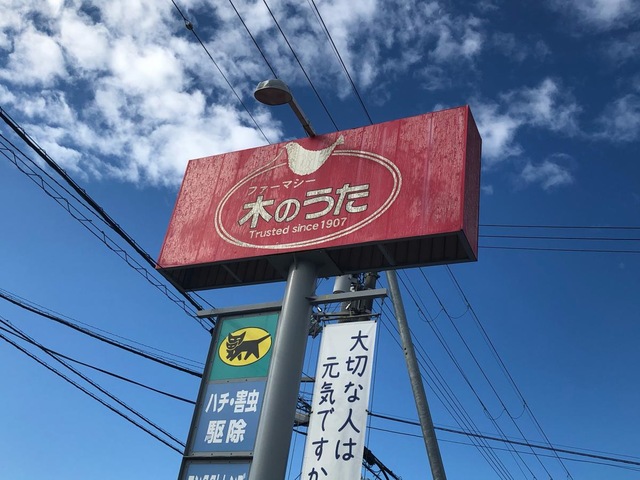 ファーマシー
木のうた
Trusted since 1907
ハチ・害虫
駆除
大切な人は
元気ですか